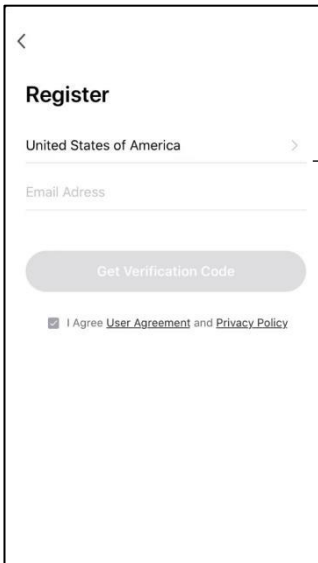 Register
United States of America
Email Adress
Get Verification Code
I Agree User Agreement and Privacy Policy